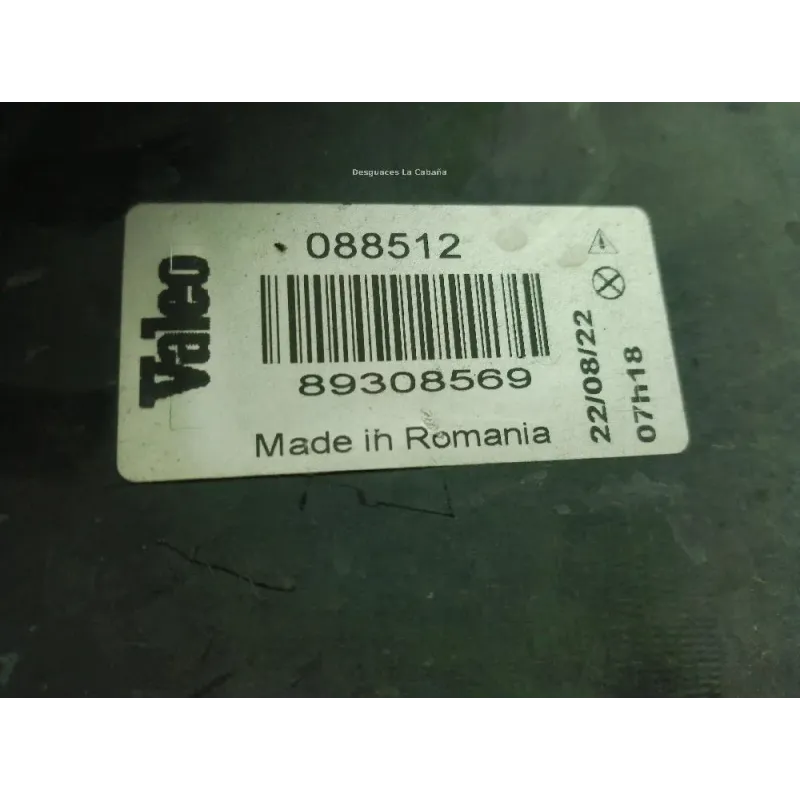 Desguaces La Cabaña
Valeo
088512
89308569
Made in Romania
22/08/22
07h18